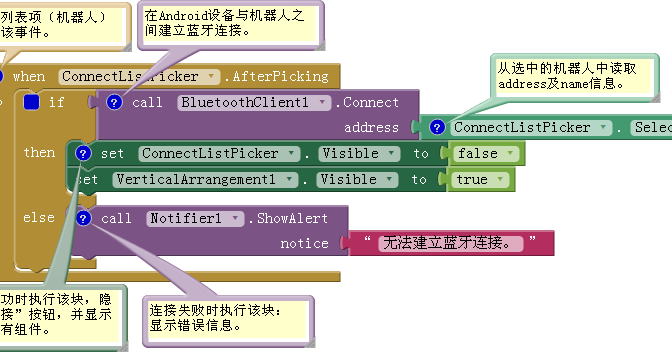 列表项（机器人）
该事件。
在Android设备与机器人之
间建立蓝牙连接。
从选中的机器人中读取
address及name信息。
when ConnectListPicker .AfterPicking
if call BluetoothClient1 .Connect
address ConnectListPicker . Selec
then set ConnectListPicker . Visible to false
set VerticalArrangement1 . Visible to true
else call Notifier1 .ShowAlert
notice “ 无法建立蓝牙连接。 ”
功时执行该块，隐
接”按钮，并显示
有组件。
连接失败时执行该块：
显示错误信息。